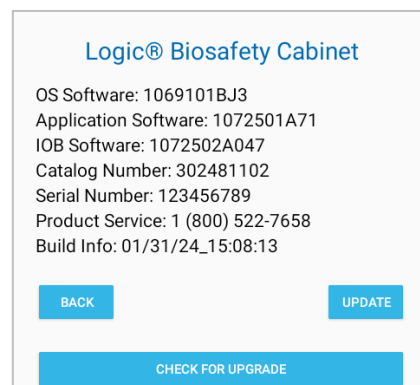 Logic® Biosafety Cabinet
OS Software: 1069101BJ3
Application Software: 1072501A71
IOB Software: 1072502A047
Catalog Number: 302481102
Serial Number: 123456789
Product Service: 1 (800) 522-7658
Build Info: 01/31/24_15:08:13
BACK
UPDATE
CHECK FOR UPGRADE